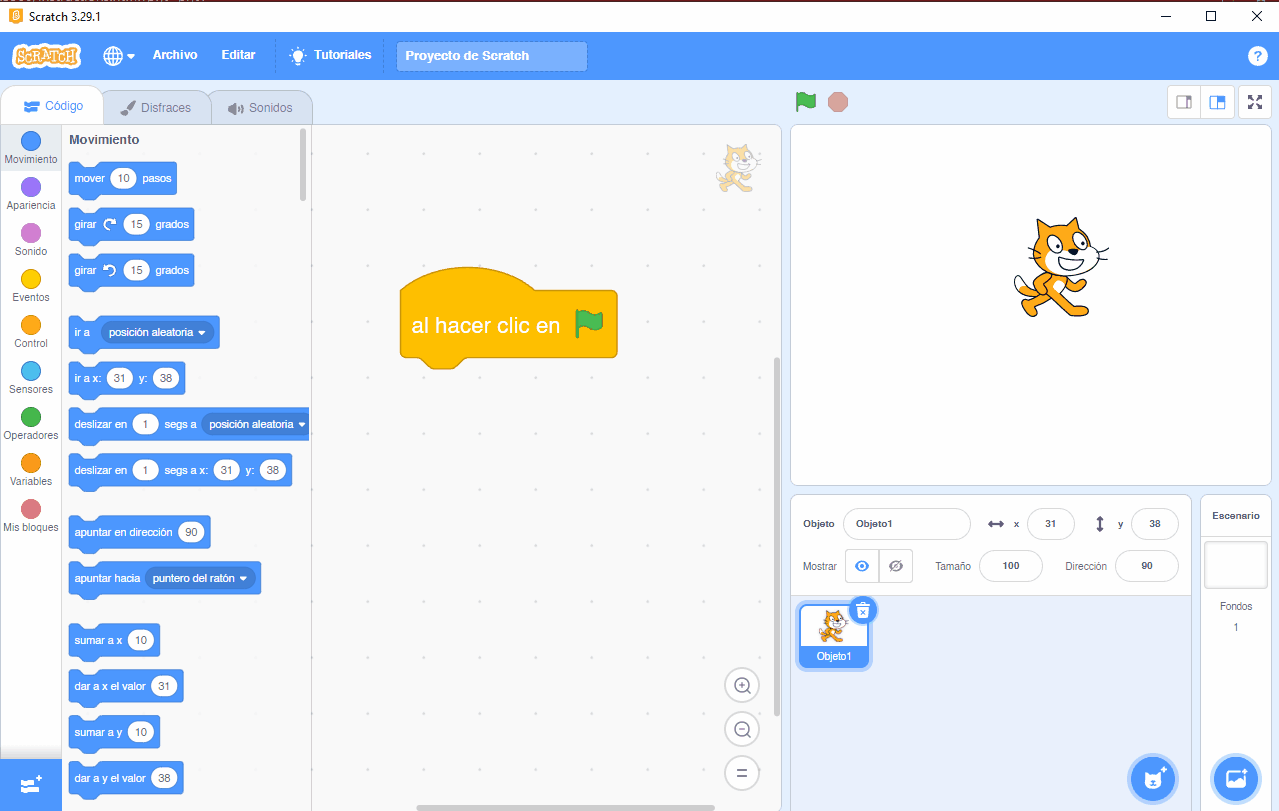 Scratch 3.29.1
SCRATCH
Archivo
Editar
Tutoriales
Proyecto de Scratch
?
Código
Disfraces
Sonidos
Movimiento
Apariencia
Sonido
Eventos
Control
Sensores
Operadores
Variables
Mis bloques
Movimiento
mover 10 pasos
girar 15 grados
girar 15 grados
ir a posición aleatoria
ir a x: 31 y: 38
deslizar en 1 segs a posición aleatoria
deslizar en 1 segs a x: 31 y: 38
apuntar en dirección 90
apuntar hacia puntero del ratón
sumar a x 10
dar a x el valor 31
sumar a y 10
dar a y el valor 38
al hacer clic en
Objeto Objeto1 x 31 y 38
Mostrar Tamaño 100 Dirección 90
Objeto1
Escenario
Fondos
1